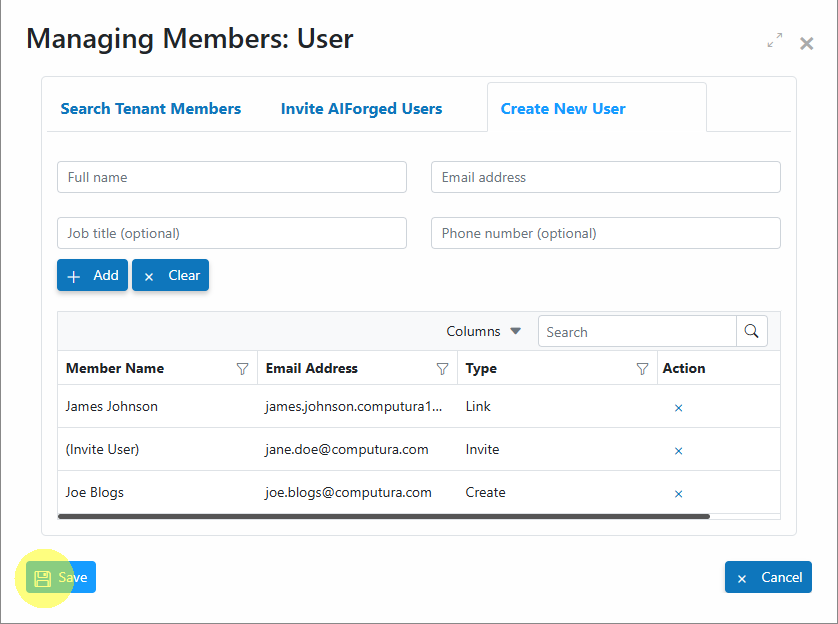 Managing Members: User
Search Tenant Members Invite AIForged Users Create New User
Full name Email address
Job title (optional) Phone number (optional)
Add Clear
Columns Search
Member Name Email Address Type Action
James Johnson james.johnson.computura1... Link
(Invite User) jane.doe@computura.com Invite
Joe Blogs joe.blogs@computura.com Create
Save Cancel